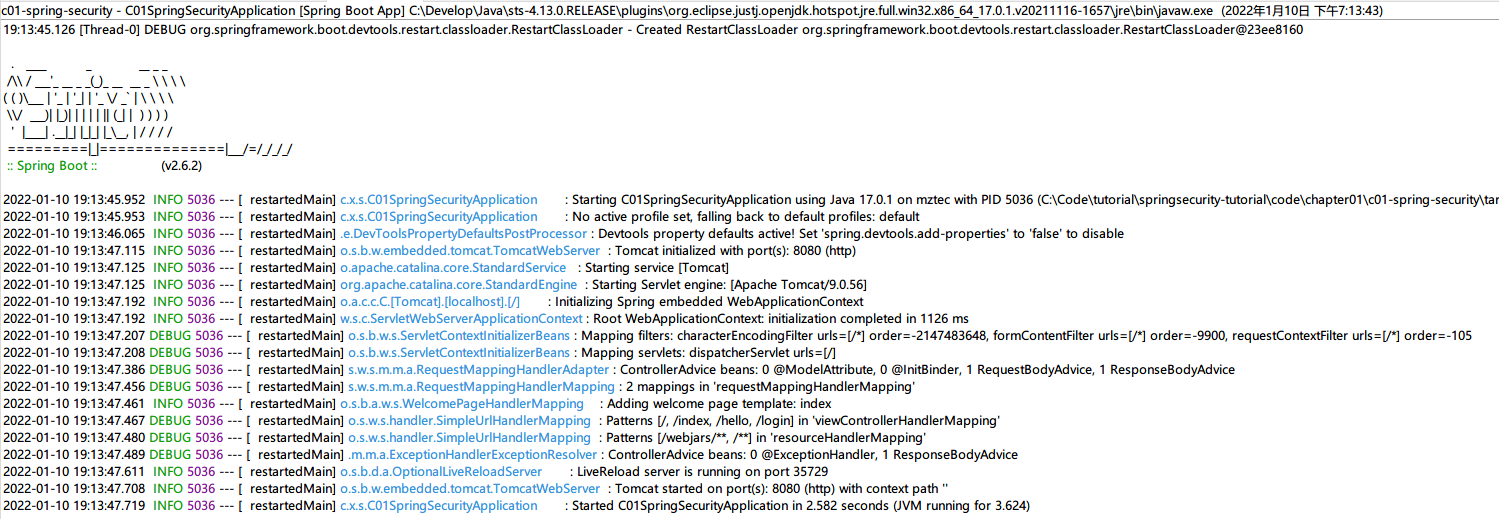 c01-spring-security - C01SpringSecurityApplication [Spring Boot App] C:\Develop\Java\sts-4.13.0.RELEASE\plugins\org.eclipse.justj.openjdk.hotspot.jre.full.win32.x86_64_17.0.1.v20211116-1657\jre\bin\javaw.exe (2022年1月10日 下午7:13:43)
19:13:45.126 [Thread-0] DEBUG org.springframework.boot.devtools.restart.classloader.RestartClassLoader - Created RestartClassLoader org.springframework.boot.devtools.restart.classloader.RestartClassLoader@23ee8160
  .   ____          _            __ _ _
 /\\ / ___'_ __ _ _(_)_ __  __ _ \ \ \ \
( ( )\___ | '_ | '_| | '_ \/ _` | \ \ \ \
 \\/  ___)| |_)| | | | | || (_| |  ) ) ) )
  '  |____| .__|_| |_|_| |_\__, | / / / /
 =========|_|==============|___/=/_/_/_/
 :: Spring Boot ::                (v2.6.2)
2022-01-10 19:13:45.952  INFO 5036 --- [  restartedMain] c.x.s.C01SpringSecurityApplication       : Starting C01SpringSecurityApplication using Java 17.0.1 on mztec with PID 5036 (C:\Code\tutorial\springsecurity-tutorial\code\chapter01\c01-spring-security\tar
2022-01-10 19:13:45.953  INFO 5036 --- [  restartedMain] c.x.s.C01SpringSecurityApplication       : No active profile set, falling back to default profiles: default
2022-01-10 19:13:46.065  INFO 5036 --- [  restartedMain] .e.DevToolsPropertyDefaultsPostProcessor : Devtools property defaults active! Set 'spring.devtools.add-properties' to 'false' to disable
2022-01-10 19:13:47.115  INFO 5036 --- [  restartedMain] o.s.b.w.embedded.tomcat.TomcatWebServer  : Tomcat initialized with port(s): 8080 (http)
2022-01-10 19:13:47.125  INFO 5036 --- [  restartedMain] o.apache.catalina.core.StandardService   : Starting service [Tomcat]
2022-01-10 19:13:47.125  INFO 5036 --- [  restartedMain] org.apache.catalina.core.StandardEngine  : Starting Servlet engine: [Apache Tomcat/9.0.56]
2022-01-10 19:13:47.192  INFO 5036 --- [  restartedMain] o.a.c.c.C.[Tomcat].[localhost].[/]       : Initializing Spring embedded WebApplicationContext
2022-01-10 19:13:47.192  INFO 5036 --- [  restartedMain] w.s.c.ServletWebServerApplicationContext : Root WebApplicationContext: initialization completed in 1126 ms
2022-01-10 19:13:47.207 DEBUG 5036 --- [  restartedMain] o.s.b.w.s.ServletContextInitializerBeans : Mapping filters: characterEncodingFilter urls=[/*] order=-2147483648, formContentFilter urls=[/*] order=-9900, requestContextFilter urls=[/*] order=-105
2022-01-10 19:13:47.208 DEBUG 5036 --- [  restartedMain] o.s.b.w.s.ServletContextInitializerBeans : Mapping servlets: dispatcherServlet urls=[/]
2022-01-10 19:13:47.386 DEBUG 5036 --- [  restartedMain] s.w.s.m.m.a.RequestMappingHandlerAdapter : ControllerAdvice beans: 0 @ModelAttribute, 0 @InitBinder, 1 RequestBodyAdvice, 1 ResponseBodyAdvice
2022-01-10 19:13:47.456 DEBUG 5036 --- [  restartedMain] s.w.s.m.m.a.RequestMappingHandlerMapping : 2 mappings in 'requestMappingHandlerMapping'
2022-01-10 19:13:47.461  INFO 5036 --- [  restartedMain] o.s.b.a.w.s.WelcomePageHandlerMapping    : Adding welcome page template: index
2022-01-10 19:13:47.467 DEBUG 5036 --- [  restartedMain] o.s.w.s.handler.SimpleUrlHandlerMapping  : Patterns [/, /index, /hello, /login] in 'viewControllerHandlerMapping'
2022-01-10 19:13:47.480 DEBUG 5036 --- [  restartedMain] o.s.w.s.handler.SimpleUrlHandlerMapping  : Patterns [/webjars/**, /**] in 'resourceHandlerMapping'
2022-01-10 19:13:47.489 DEBUG 5036 --- [  restartedMain] .m.m.a.ExceptionHandlerExceptionResolver : ControllerAdvice beans: 0 @ExceptionHandler, 1 ResponseBodyAdvice
2022-01-10 19:13:47.611  INFO 5036 --- [  restartedMain] o.s.b.d.a.OptionalLiveReloadServer       : LiveReload server is running on port 35729
2022-01-10 19:13:47.708  INFO 5036 --- [  restartedMain] o.s.b.w.embedded.tomcat.TomcatWebServer  : Tomcat started on port(s): 8080 (http) with context path ''
2022-01-10 19:13:47.719  INFO 5036 --- [  restartedMain] c.x.s.C01SpringSecurityApplication       : Started C01SpringSecurityApplication in 2.582 seconds (JVM running for 3.624)